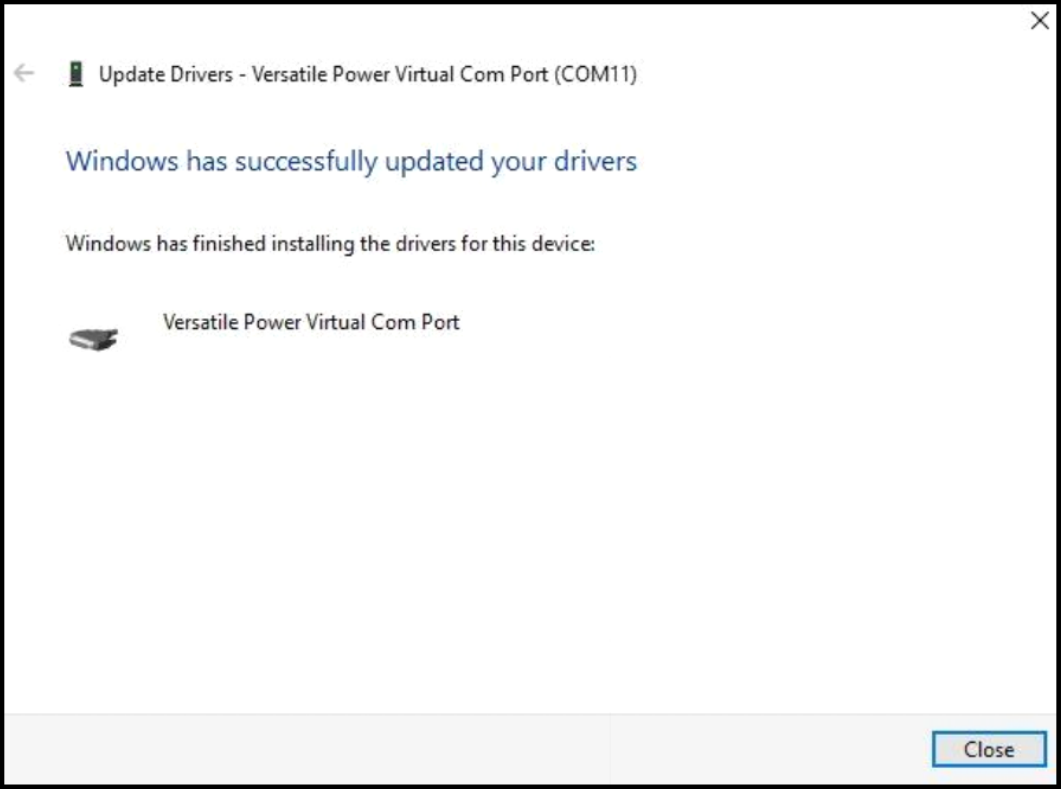 Update Drivers - Versatile Power Virtual Com Port (COM11)
Windows has successfully updated your drivers
Windows has finished installing the drivers for this device:
Versatile Power Virtual Com Port
Close